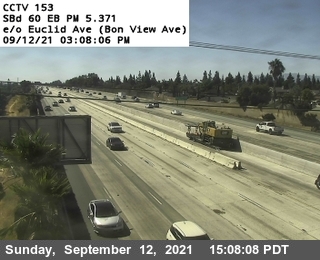 CCTV 153
SBd 60 EB PM 5.371
e/o Euclid Ave (Bon View Ave)
09/12/21 03:08:06 PM
Sunday, September 12, 2021 15:08:08 PDT